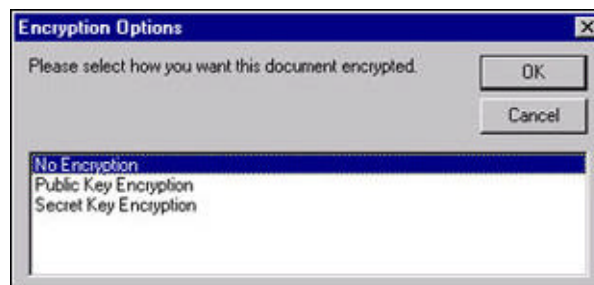 Encryption Options
Please select how you want this document encrypted.
OK
Cancel
No Encryption
Public Key Encryption
Secret Key Encryption